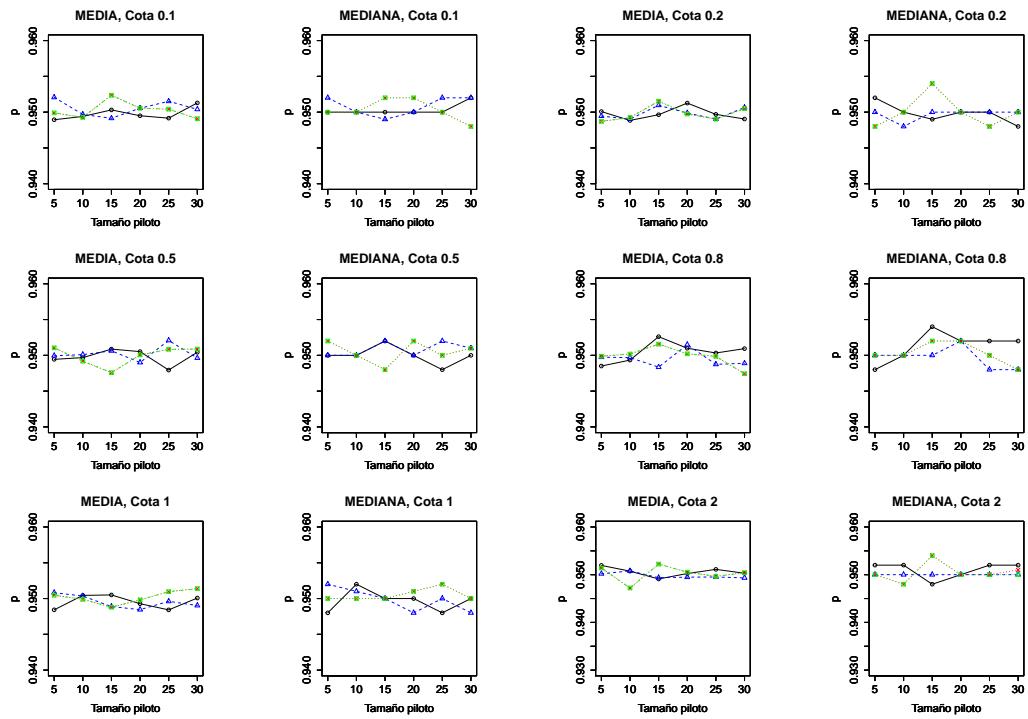 MEDIA, Cota 0.1
p
0.940 0.950 0.960
5 10 15 20 25 30
Tamaño piloto
MEDIANA, Cota 0.1
p
0.940 0.950 0.960
5 10 15 20 25 30
Tamaño piloto
MEDIA, Cota 0.2
p
0.940 0.950 0.960
5 10 15 20 25 30
Tamaño piloto
MEDIANA, Cota 0.2
p
0.940 0.950 0.960
5 10 15 20 25 30
Tamaño piloto
MEDIA, Cota 0.5
p
0.940 0.950 0.960
5 10 15 20 25 30
Tamaño piloto
MEDIANA, Cota 0.5
p
0.940 0.950 0.960
5 10 15 20 25 30
Tamaño piloto
MEDIA, Cota 0.8
p
0.940 0.950 0.960
5 10 15 20 25 30
Tamaño piloto
MEDIANA, Cota 0.8
p
0.940 0.950 0.960
5 10 15 20 25 30
Tamaño piloto
MEDIA, Cota 1
p
0.940 0.950 0.960
5 10 15 20 25 30
Tamaño piloto
MEDIANA, Cota 1
p
0.940 0.950 0.960
5 10 15 20 25 30
Tamaño piloto
MEDIA, Cota 2
p
0.930 0.940 0.950 0.960
5 10 15 20 25 30
Tamaño piloto
MEDIANA, Cota 2
p
0.930 0.940 0.950 0.960
5 10 15 20 25 30
Tamaño piloto